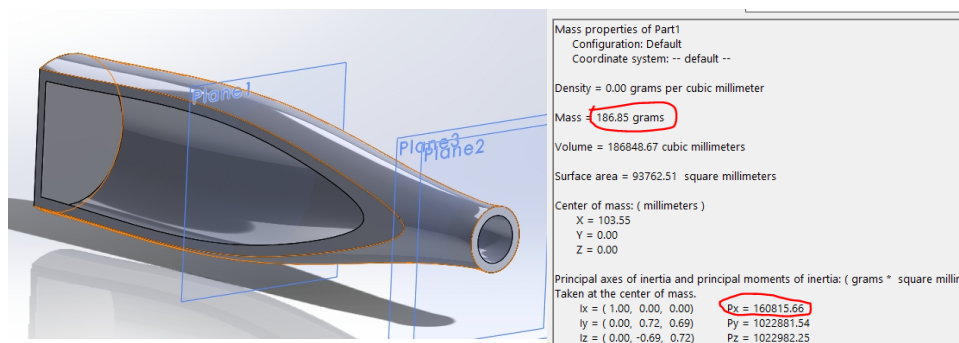 Plane1
Plane3
Plane2
Mass properties of Part1
Configuration: Default
Coordinate system: -- default --
Density = 0.00 grams per cubic millimeter
Mass = 186.85 grams
Volume = 186848.67 cubic millimeters
Surface area = 93762.51 square millimeters
Center of mass: ( millimeters )
X = 103.55
Y = 0.00
Z = 0.00
Principal axes of inertia and principal moments of inertia: ( grams * square millin
Taken at the center of mass.
Ix = ( 1.00, 0.00, 0.00) Px = 160815.66
Iy = ( 0.00, 0.72, 0.69) Py = 1022881.54
Iz = ( 0.00, -0.69, 0.72) Pz = 1022982.25